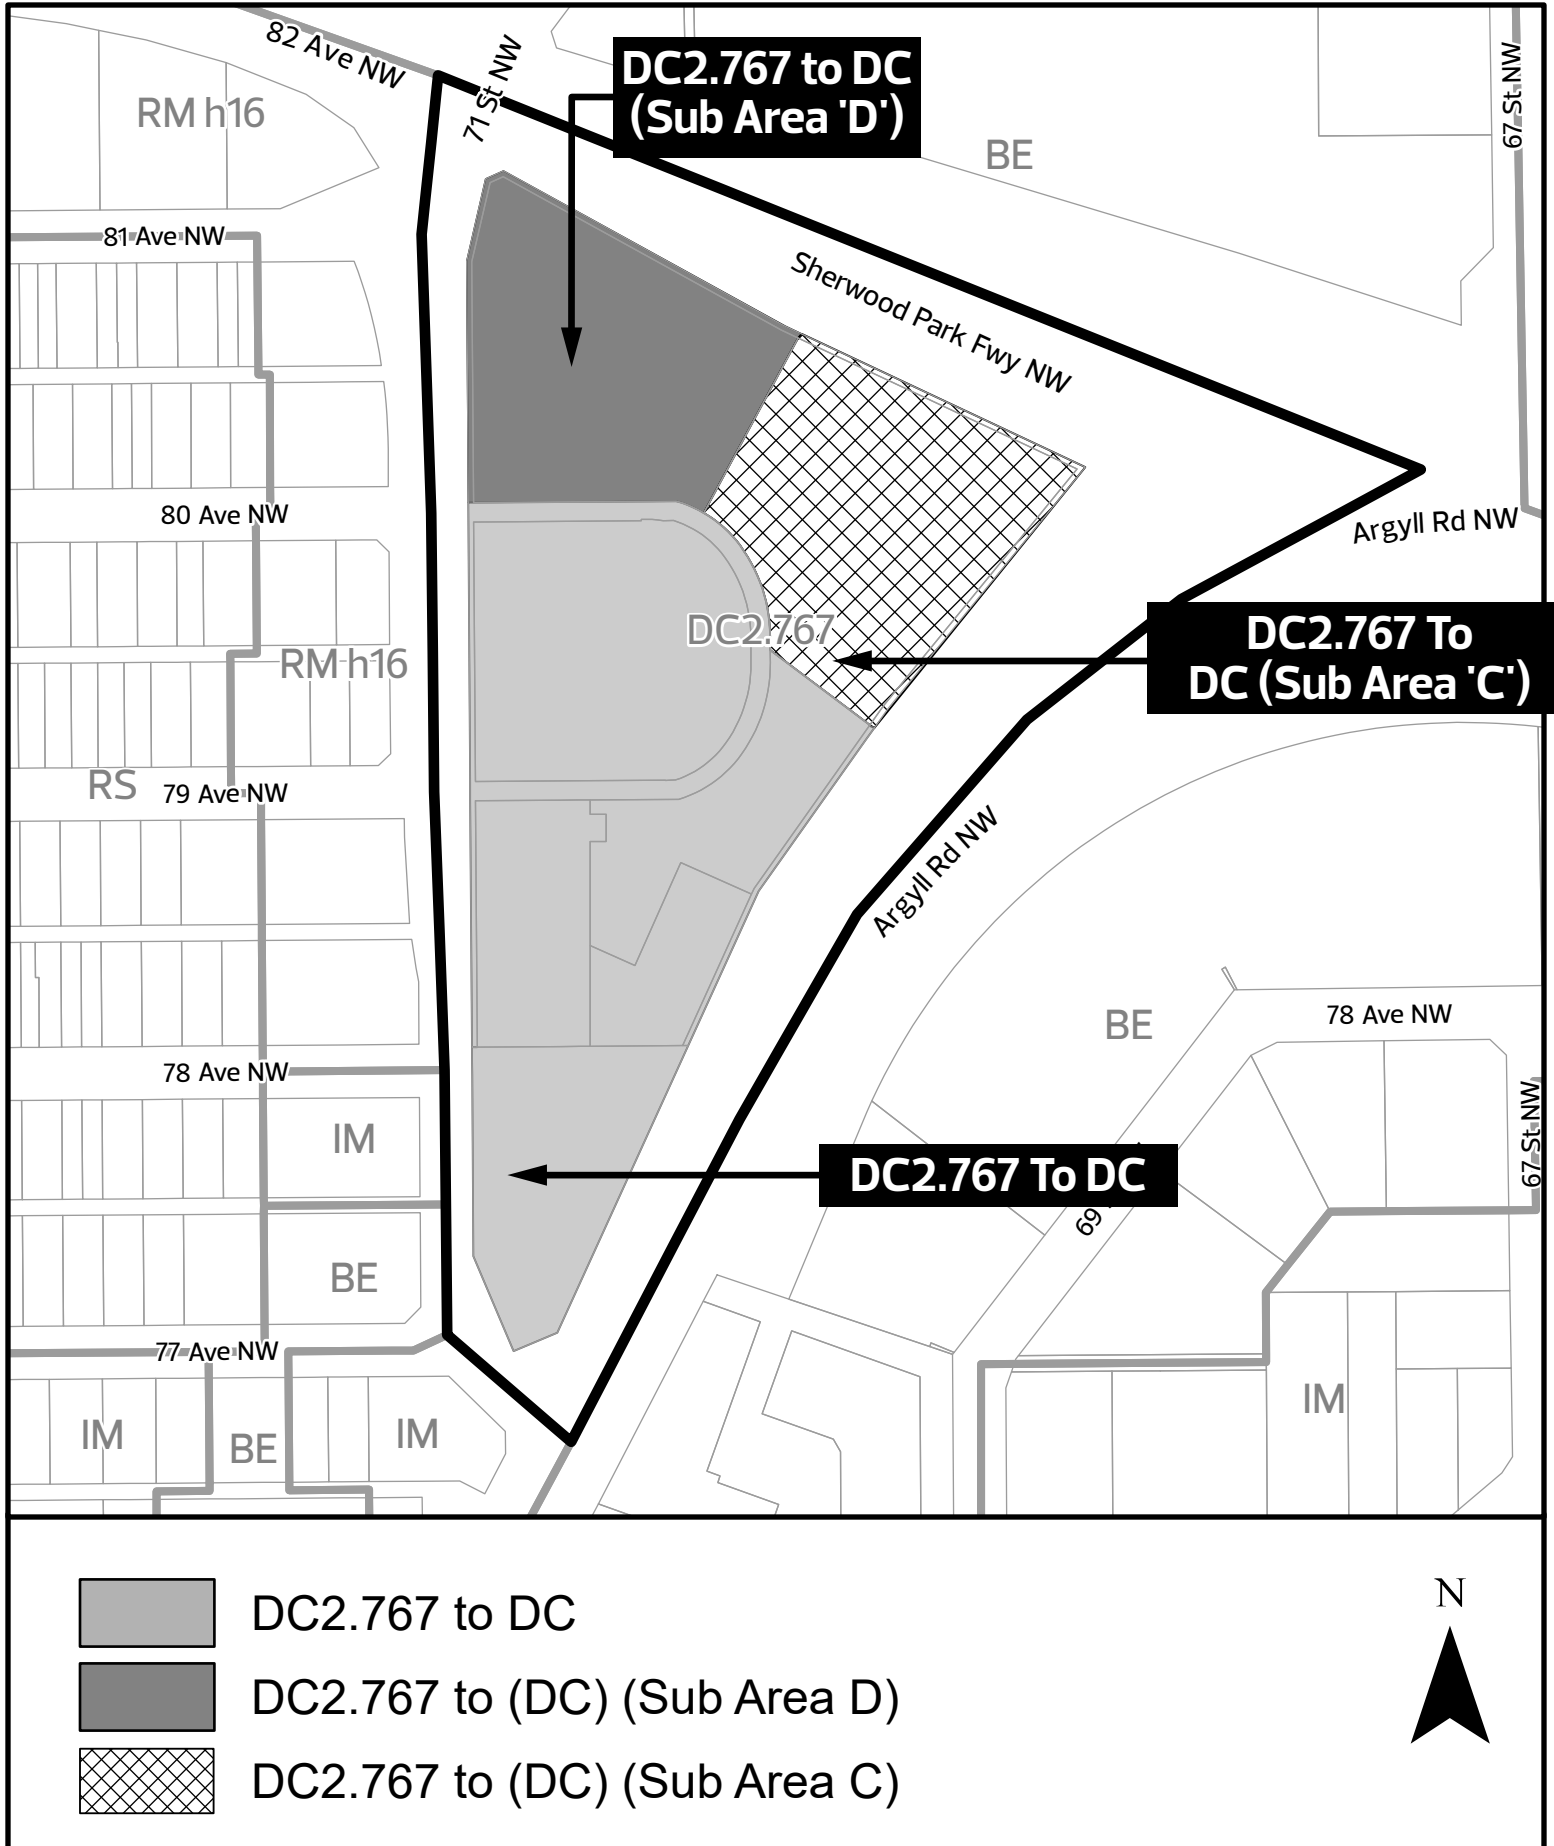 82 Ave NW
71 St NW
DC2.767 to DC
(Sub Area 'D')
67 St NW
RM h16
BE
81 Ave NW
Sherwood Park Fwy NW
80 Ave NW
Argyll Rd NW
DC2.767
DC2.767 To
DC (Sub Area 'C')
RM h16
RS
79 Ave NW
Argyll Rd NW
BE
78 Ave NW
78 Ave NW
67 St NW
IM
DC2.767 To DC
69
BE
77 Ave NW
IM
BE
IM
IM
DC2.767 to DC
DC2.767 to (DC) (Sub Area D)
DC2.767 to (DC) (Sub Area C)
N